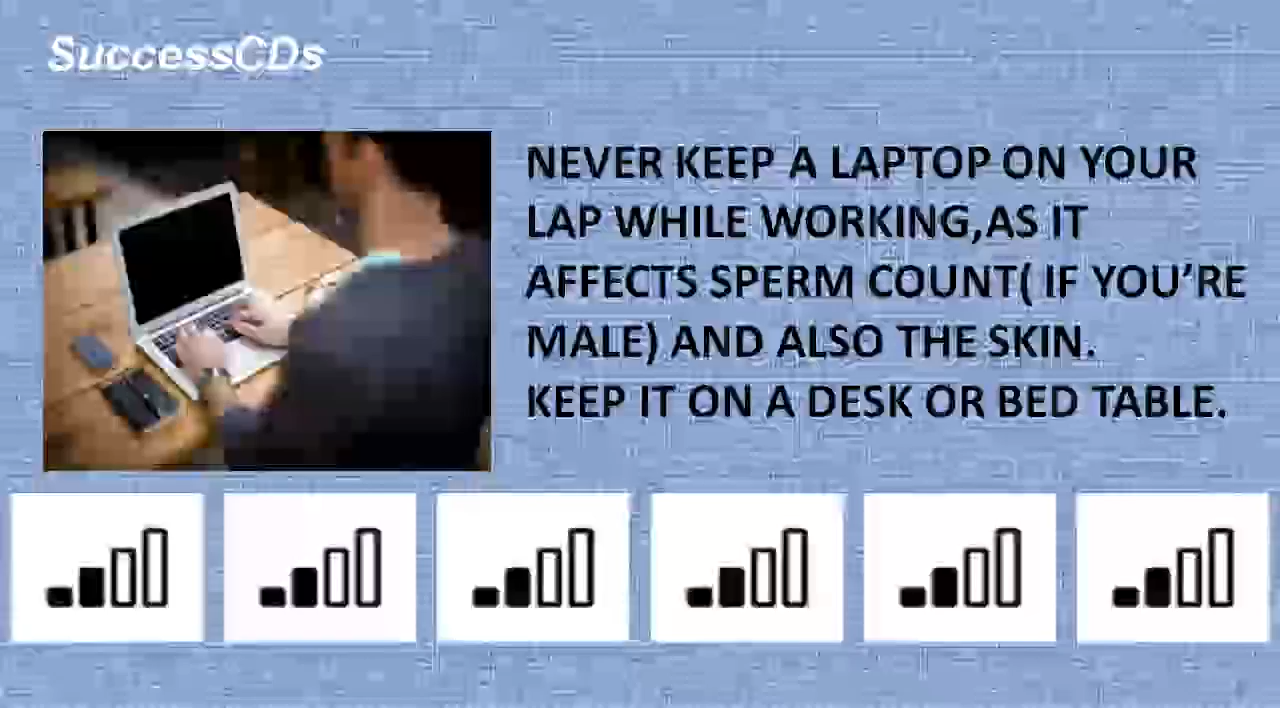 SuccessCDs
NEVER KEEP A LAPTOP ON YOUR
LAP WHILE WORKING,AS IT
AFFECTS SPERM COUNT( IF YOU'RE
MALE) AND ALSO THE SKIN.
KEEP IT ON A DESK OR BED TABLE.